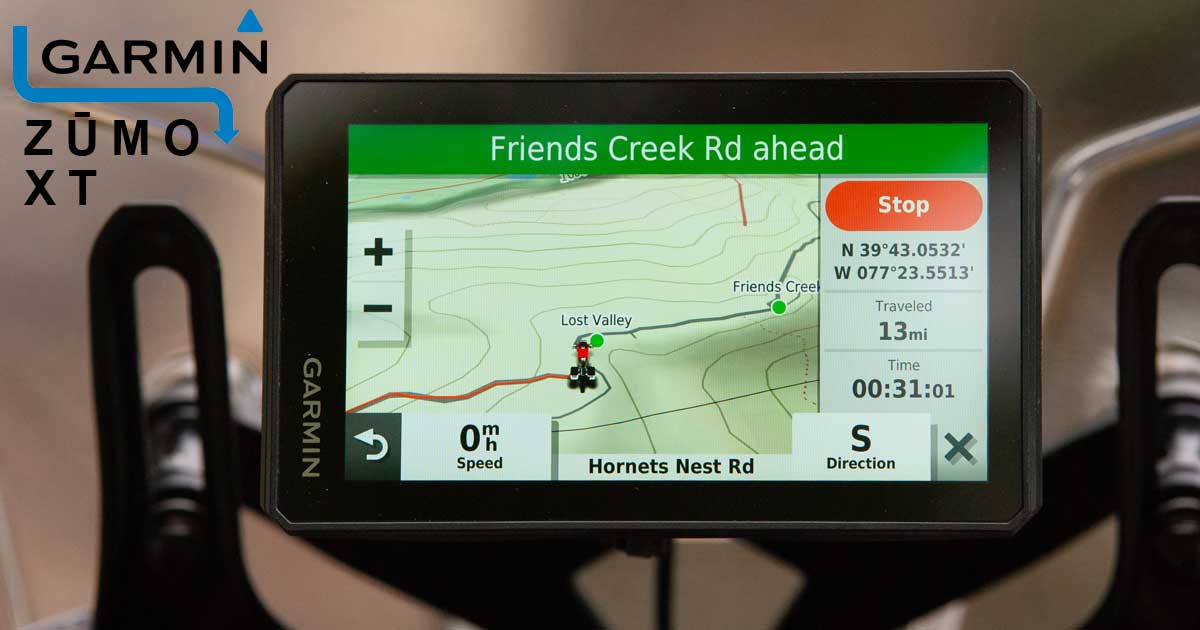 GARMIN
ZŪMO
XT
Friends Creek Rd ahead
Stop
N 39°43.0532'
W 077°23.5513'
Friends Creek
Traveled
13mi
Lost Valley
Time
00:31:01
GARMIN
0mh
Speed
Hornets Nest Rd
S
Direction